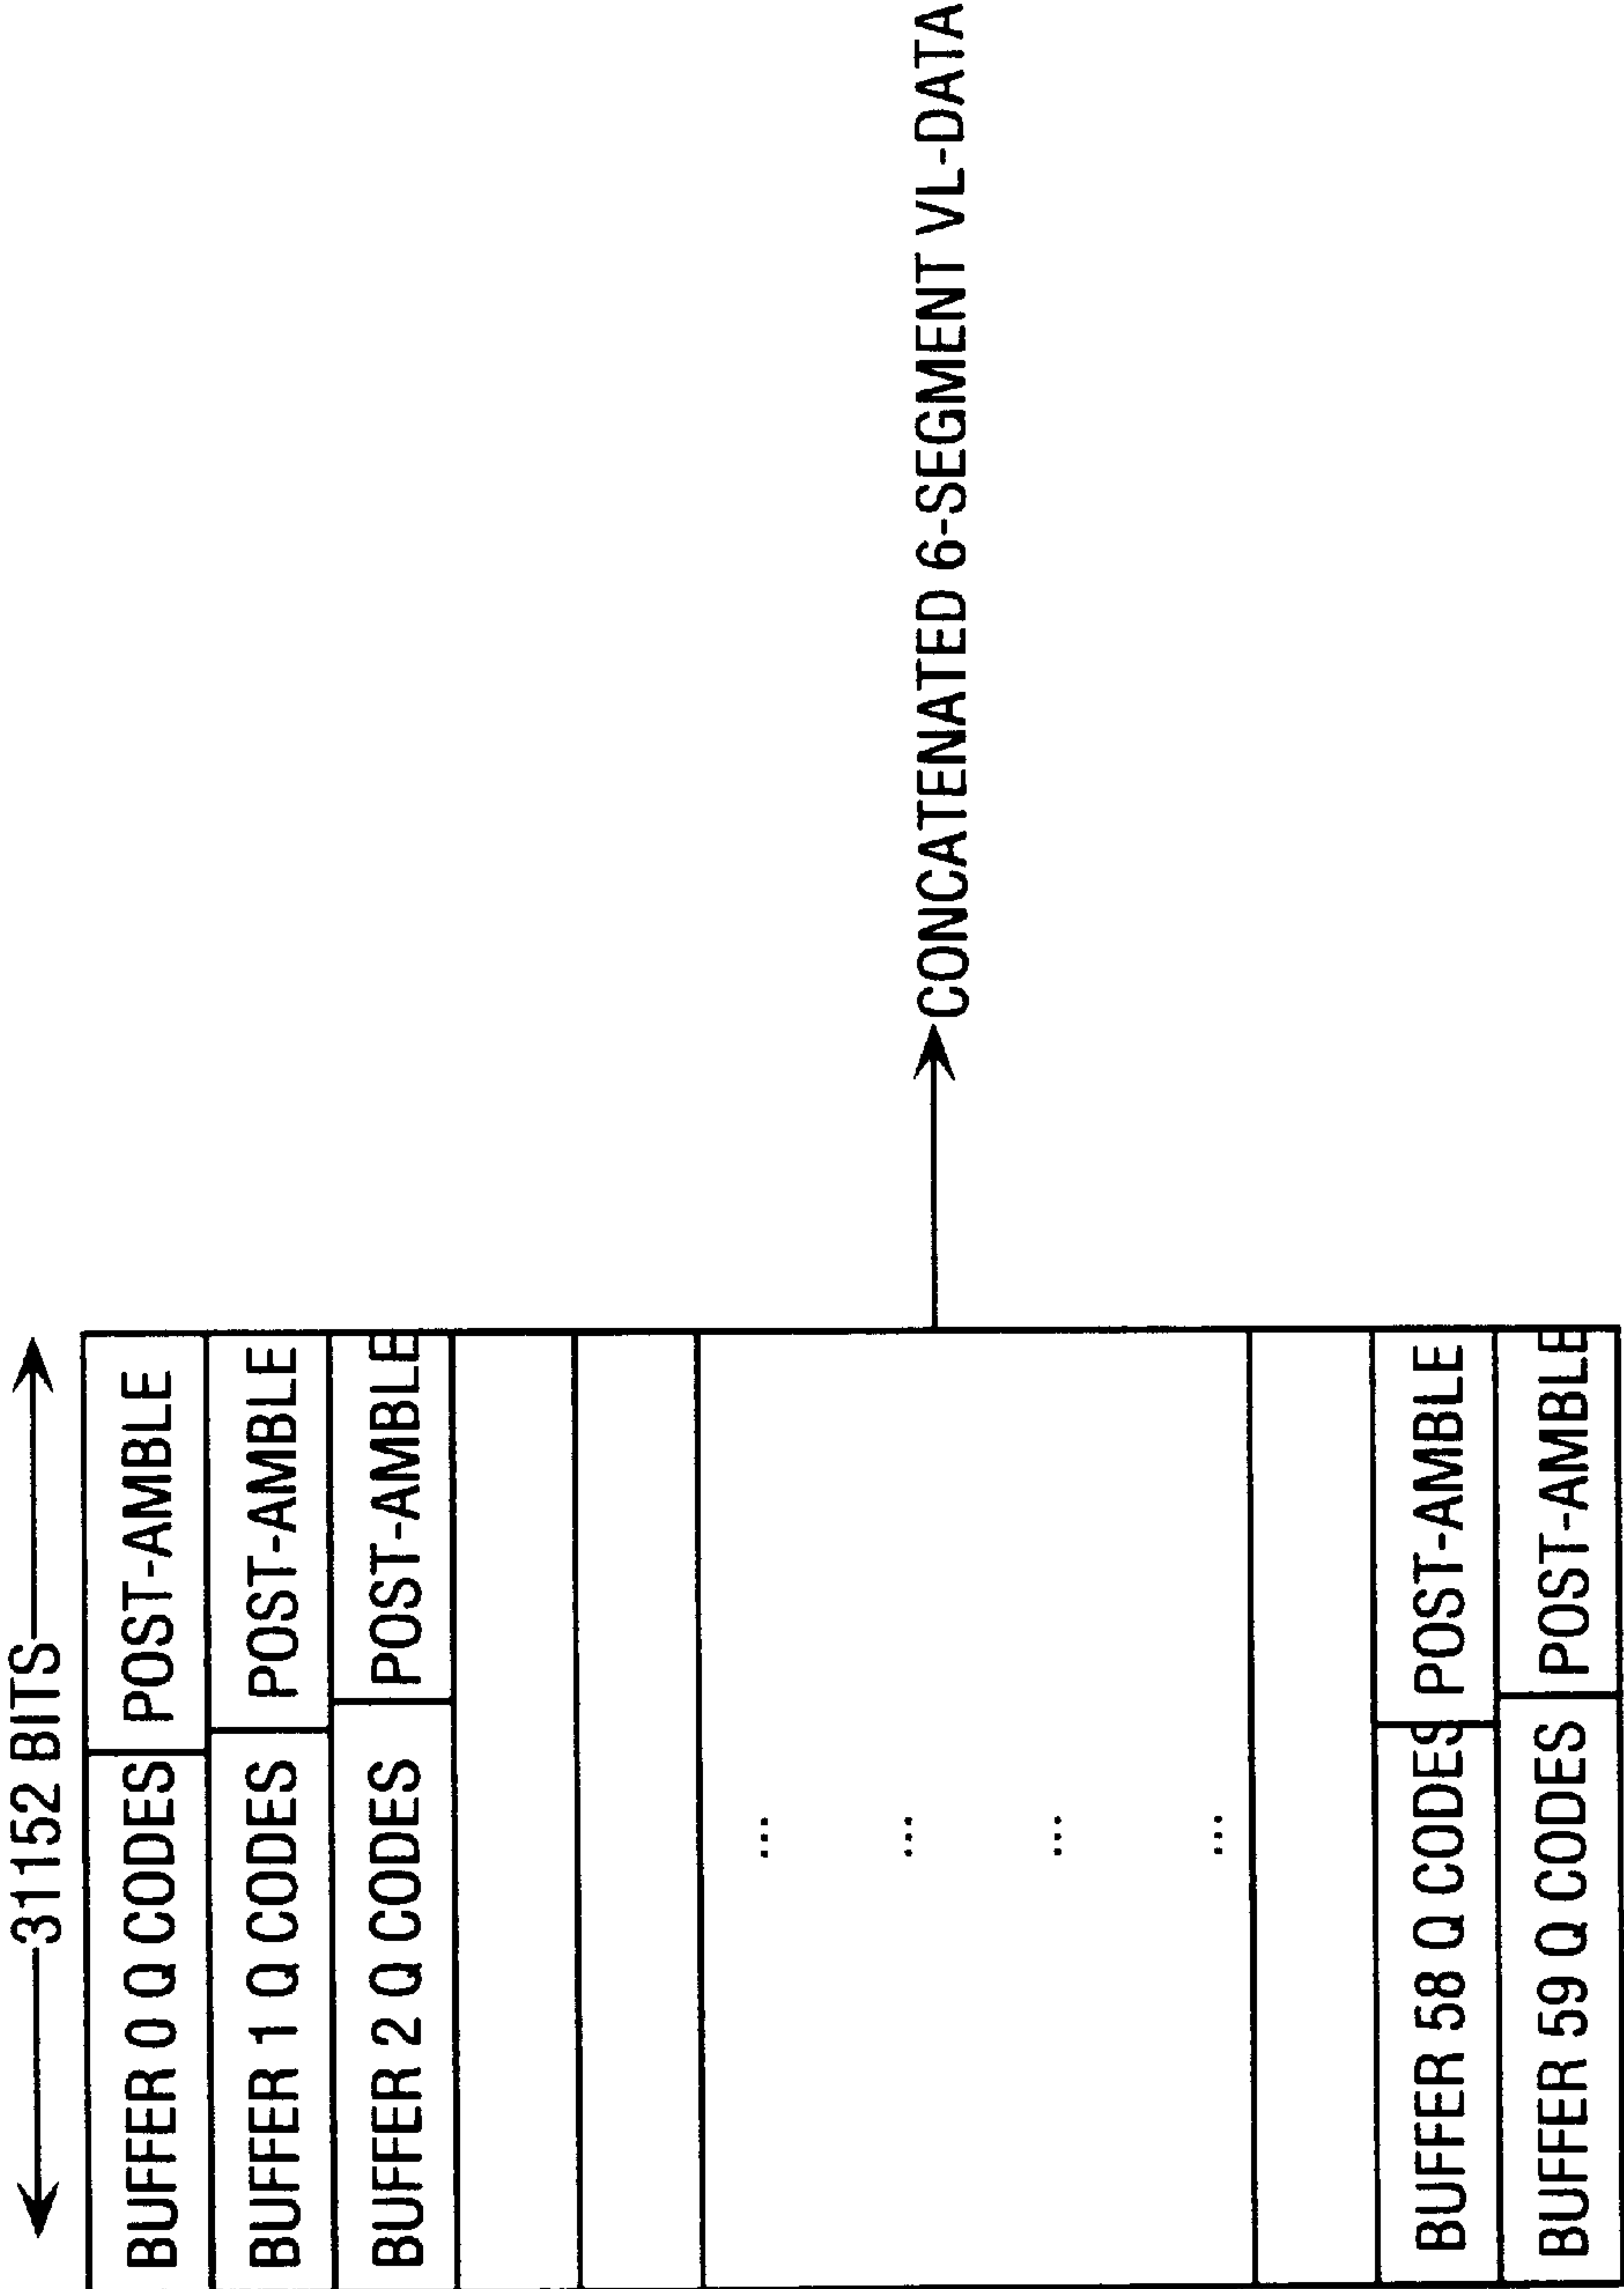 31152 BITS
BUFFER 0 Q CODES POST-AMBLE
BUFFER 1 Q CODES POST-AMBLE
BUFFER 2 Q CODES POST-AMBLE
...
...
...
...
BUFFER 58 Q CODES POST-AMBLE
BUFFER 59 Q CODES POST-AMBLE
CONCATENATED 6-SEGMENT VL-DATA